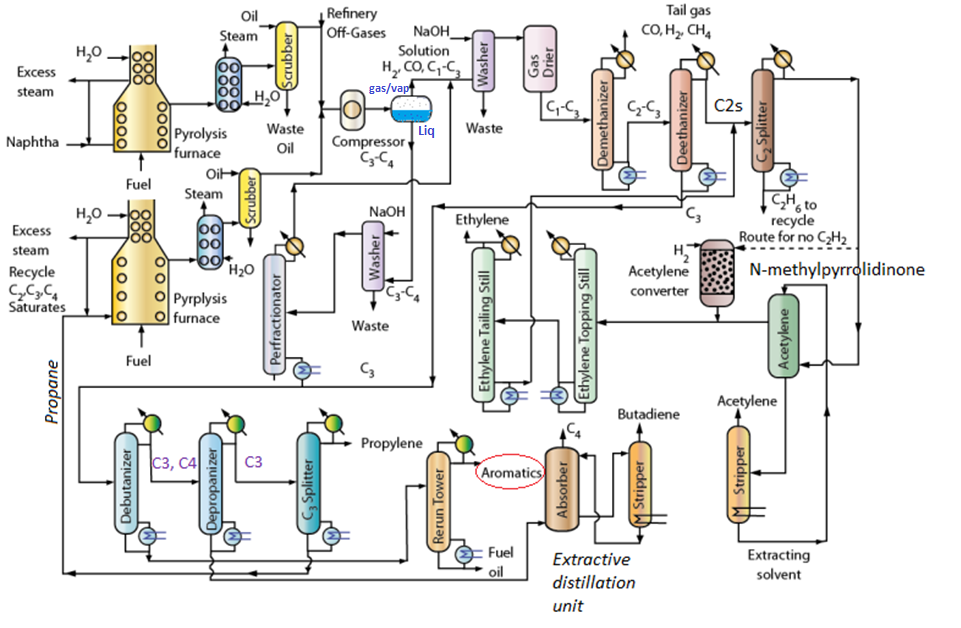 Oil
Refinery
Off-Gases
Steam
Scrubber
H₂O
Excess
steam
Naphtha
Pyrolysis
furnace
Fuel
H₂O
Waste
Oil
Compressor
C₃-C₄
gas/vap
Liq
NaOH
Solution
H₂, CO, C₁-C₃
Washer
Waste
Gas
Drier
C₁-C₃
Demethanizer
C₂-C₃
Deethanizer
Tail gas
CO, H₂, CH₄
C2s
C₂ Splitter
C₂H₆ to
recycle
Route for no C₂H₂
C₃
Oil
Steam
Scrubber
H₂O
H₂O
Excess
steam
Recycle
C₂,C₃,C₄
Saturates
Pyrplysis
furnace
Fuel
Perfractionator
NaOH
Washer
C₃-C₄
Waste
C₃
Ethylene
Ethylene Tailing Still
Ethylene Topping Still
H₂
Acetylene
converter
N-methylpyrrolidinone
Acetylene
Propane
Debutanizer
C3, C4
Depropanizer
C3
C₃ Splitter
Propylene
Rerun Tower
Aromatics
Fuel
oil
C₄
Absorber
Butadiene
Stripper
Extractive
distillation
unit
Acetylene
Stripper
Extracting
solvent